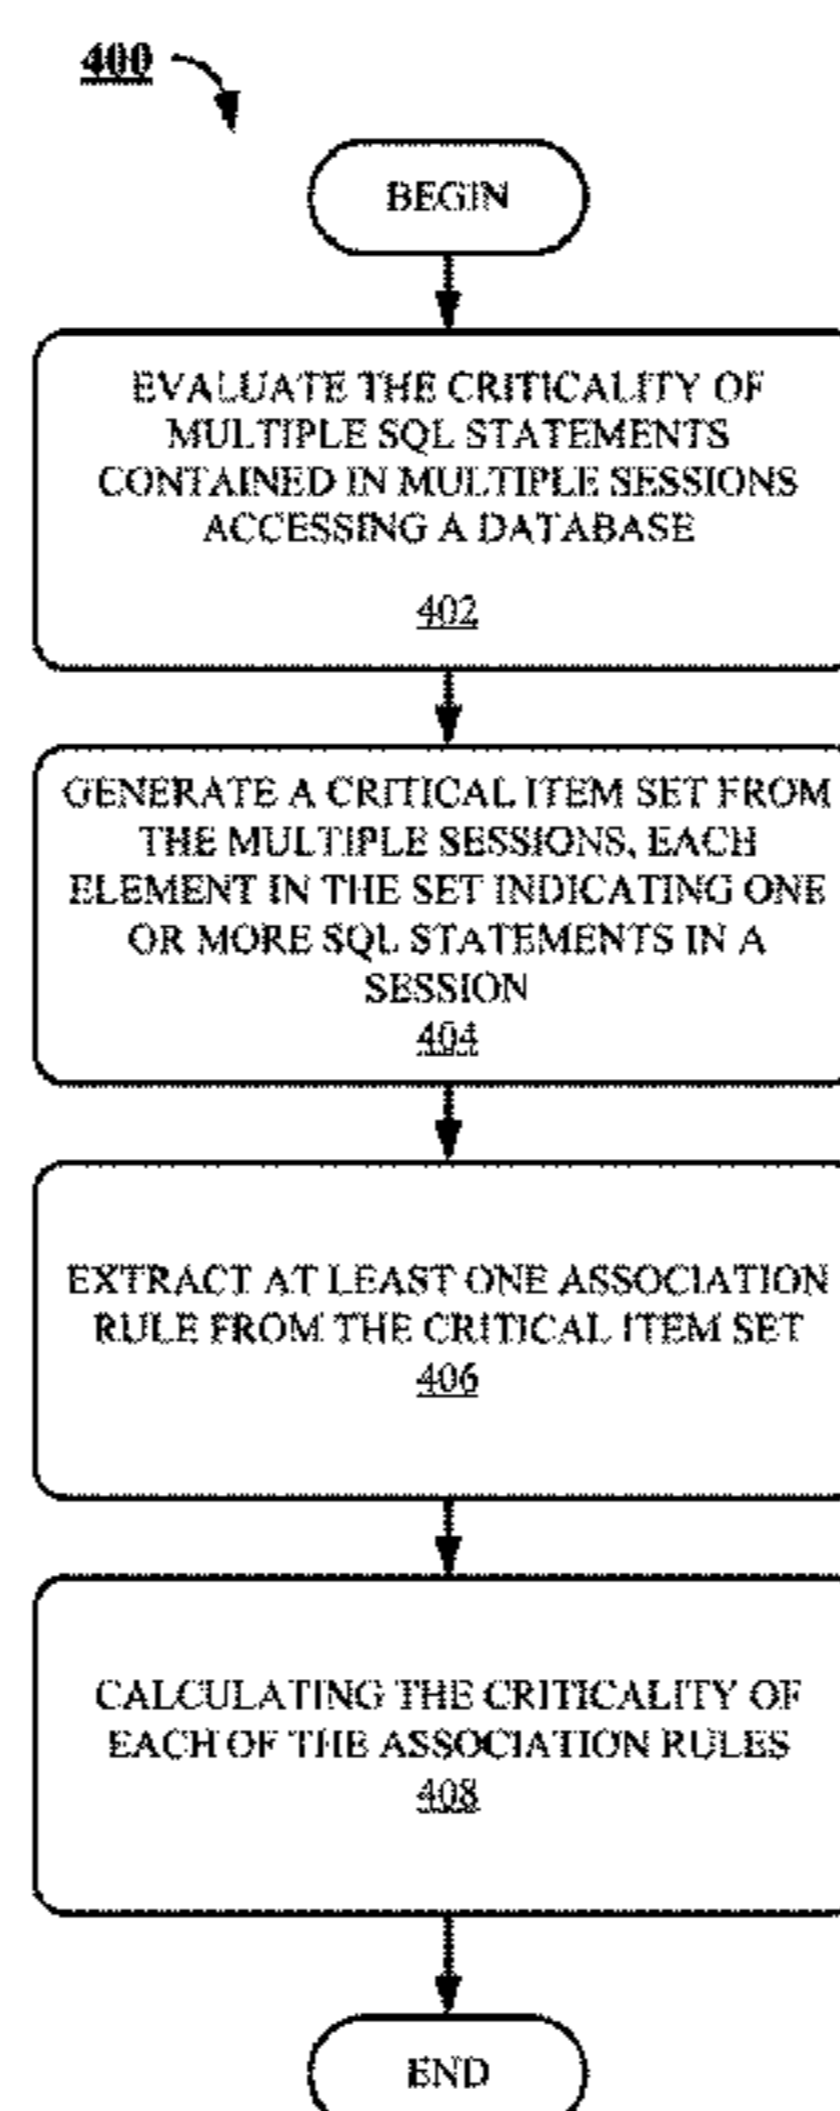 400
BEGIN
EVALUATE THE CRITICALITY OF
MULTIPLE SQL STATEMENTS
CONTAINED IN MULTIPLE SESSIONS
ACCESSING A DATABASE
402
GENERATE A CRITICAL ITEM SET FROM
THE MULTIPLE SESSIONS, EACH
ELEMENT IN THE SET INDICATING ONE
OR MORE SQL STATEMENTS IN A
SESSION
404
EXTRACT AT LEAST ONE ASSOCIATION
RULE FROM THE CRITICAL ITEM SET
406
CALCULATING THE CRITICALITY OF
EACH OF THE ASSOCIATION RULES
408
END